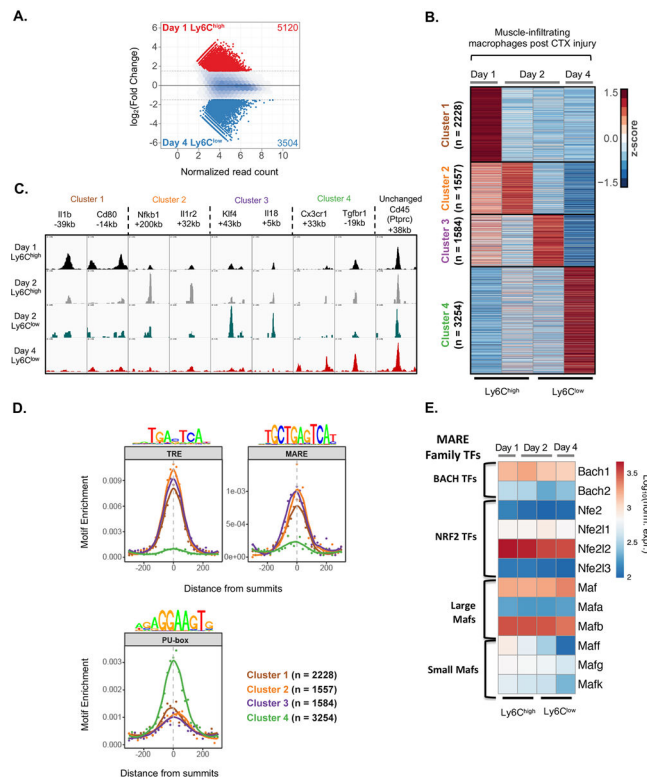 A.
Day 1 Ly6Chigh 5120
Day 4 Ly6Clow 3504
log2(Fold Change)
4
2
0
-2
-4
-6
0 2 4 6 8 10
Normalized read count
B.
Muscle-infiltrating
macrophages post CTX injury
Day 1 Day 2 Day 4
Cluster 1
(n = 2228)
Cluster 2
(n = 1557)
Cluster 3
(n = 1584)
Cluster 4
(n = 3254)
1.5
0
-1.5
z-score
Ly6Chigh Ly6Clow
C.
Cluster 1 Cluster 2 Cluster 3 Cluster 4 Unchanged
Il1b Cd80 Nfkb1 Il1r2 Klf4 Il18 Cx3cr1 Tgfbr1 Cd45
(Ptprc)
-39kb -14kb +200kb +32kb +43kb +5kb +33kb -19kb +38kb
Day 1
Ly6Chigh
Day 2
Ly6Chigh
Day 2
Ly6Clow
Day 4
Ly6Clow
D.
TGA TCA
TGCTGAGTCAT
TRE MARE
Motif Enrichment
0.009
0.006
0.003
0.000
1e-03
5e-04
0e+00
-200 0 200
-200 0 200
Distance from summits Distance from summits
AGGAAGTG
PU-box
Motif Enrichment
0.003
0.002
0.001
0.000
-200 0 200
Distance from summits
Cluster 1 (n = 2228)
Cluster 2 (n = 1557)
Cluster 3 (n = 1584)
Cluster 4 (n = 3254)
E.
MARE
Family TFs
Day 1 Day 2 Day 4
BACH TFs
NRF2 TFs
Large
Mafs
Small Mafs
Bach1
Bach2
Nfe2
Nfe2l1
Nfe2l2
Nfe2l3
Maf
Mafa
Mafb
Maff
Mafg
Mafk
3.5
3
2.5
2
Ly6Chigh Ly6Clow